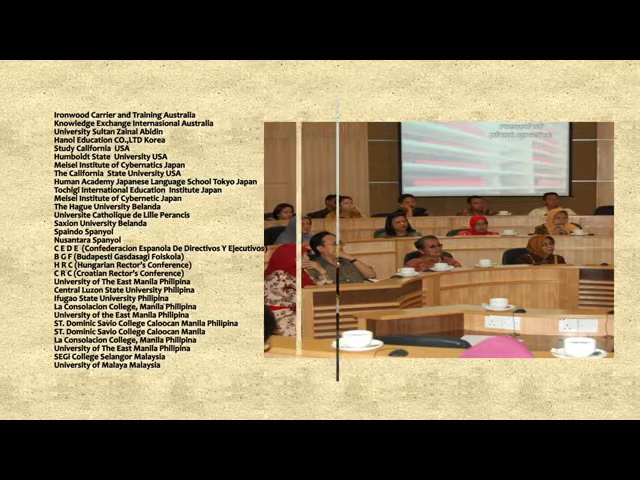 Ironwood Carrier and Training Australia
Knowledge Exchange Internasional Australia
University Sultan Zainal Abidin
Hanoi Education CO.,LTD Korea
Study California USA
Humboldt State University USA
Meisei Institute of Cybernatics Japan
The California State University USA
Human Academy Japanese Language School Tokyo Japan
Tochigi International Education Institute Japan
Meisei Institute of Cybernetic Japan
The Hague University Belanda
Universite Catholique de Lille Perancis
Saxion University Belanda
Spaindo Spanyol
Nusantara Spanyol
C E D E (Confederacion Espanola De Directivos Y Ejecutivos)
B G F (Budapesti Gasdasagi Foiskola)
H R C (Hungarian Rector's Conference)
C R C (Croatian Rector's Conference)
University of The East Manila Philipina
Central Luzon State University Philipina
Ifugao State University Philipina
La Consolacion College, Manila Philipina
University of the East Manila Philipina
ST. Dominic Savio College Caloocan Manila Philipina
ST. Dominic Savio College Caloocan Manila
La Consolacion College, Manila Philipina
University of The East Manila Philipina
SEGI College Selangor Malaysia
University of Malaya Malaysia